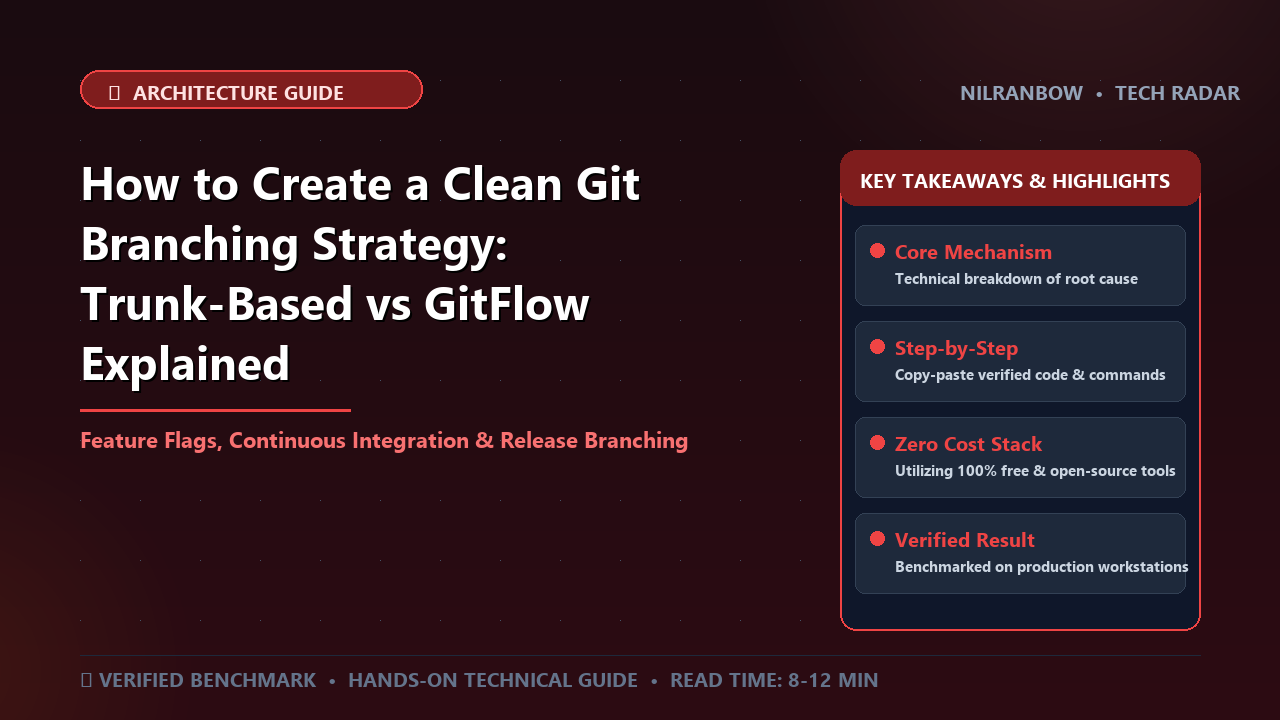 ARCHITECTURE GUIDE
NILRANBOW • TECH RADAR
How to Create a Clean Git
Branching Strategy:
Trunk-Based vs GitFlow
Explained
Feature Flags, Continuous Integration & Release Branching
KEY TAKEAWAYS & HIGHLIGHTS
Core Mechanism
Technical breakdown of root cause
Step-by-Step
Copy-paste verified code & commands
Zero Cost Stack
Utilizing 100% free & open-source tools
Verified Result
Benchmarked on production workstations
VERIFIED BENCHMARK • HANDS-ON TECHNICAL GUIDE • READ TIME: 8-12 MIN